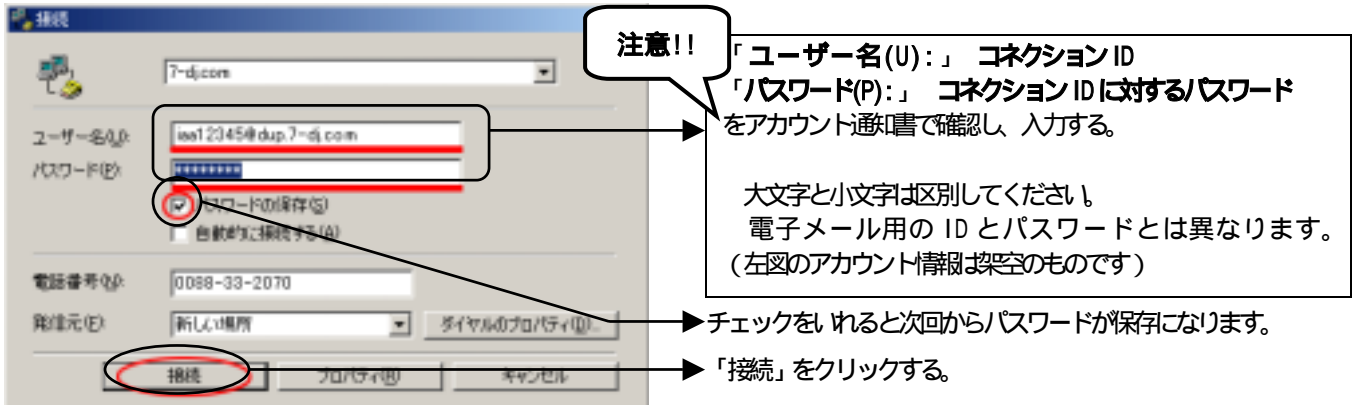 接続
7-dj.com
ユーザー名(U):
iaa12345@dup.7-dj.com
パスワード(P):
*********
パスワードの保存(S)
自動的に接続する(A)
電話番号(N):
0088-33-2070
発信元(E):
新しい場所
ダイヤルのプロパティ(D)...
接続
プロパティ(R)
キャンセル
注意!!
「ユーザー名(U):」 コネクションID
「パスワード(P):」 コネクションIDに対するパスワード
をアカウント通知書で確認し、入力する。
大文字と小文字は区別してください。
電子メール用の ID とパスワードとは異なります。
(左図のアカウント情報は架空のものです)
チェックをいれると次回からパスワードが保存になります。
「接続」をクリックする。